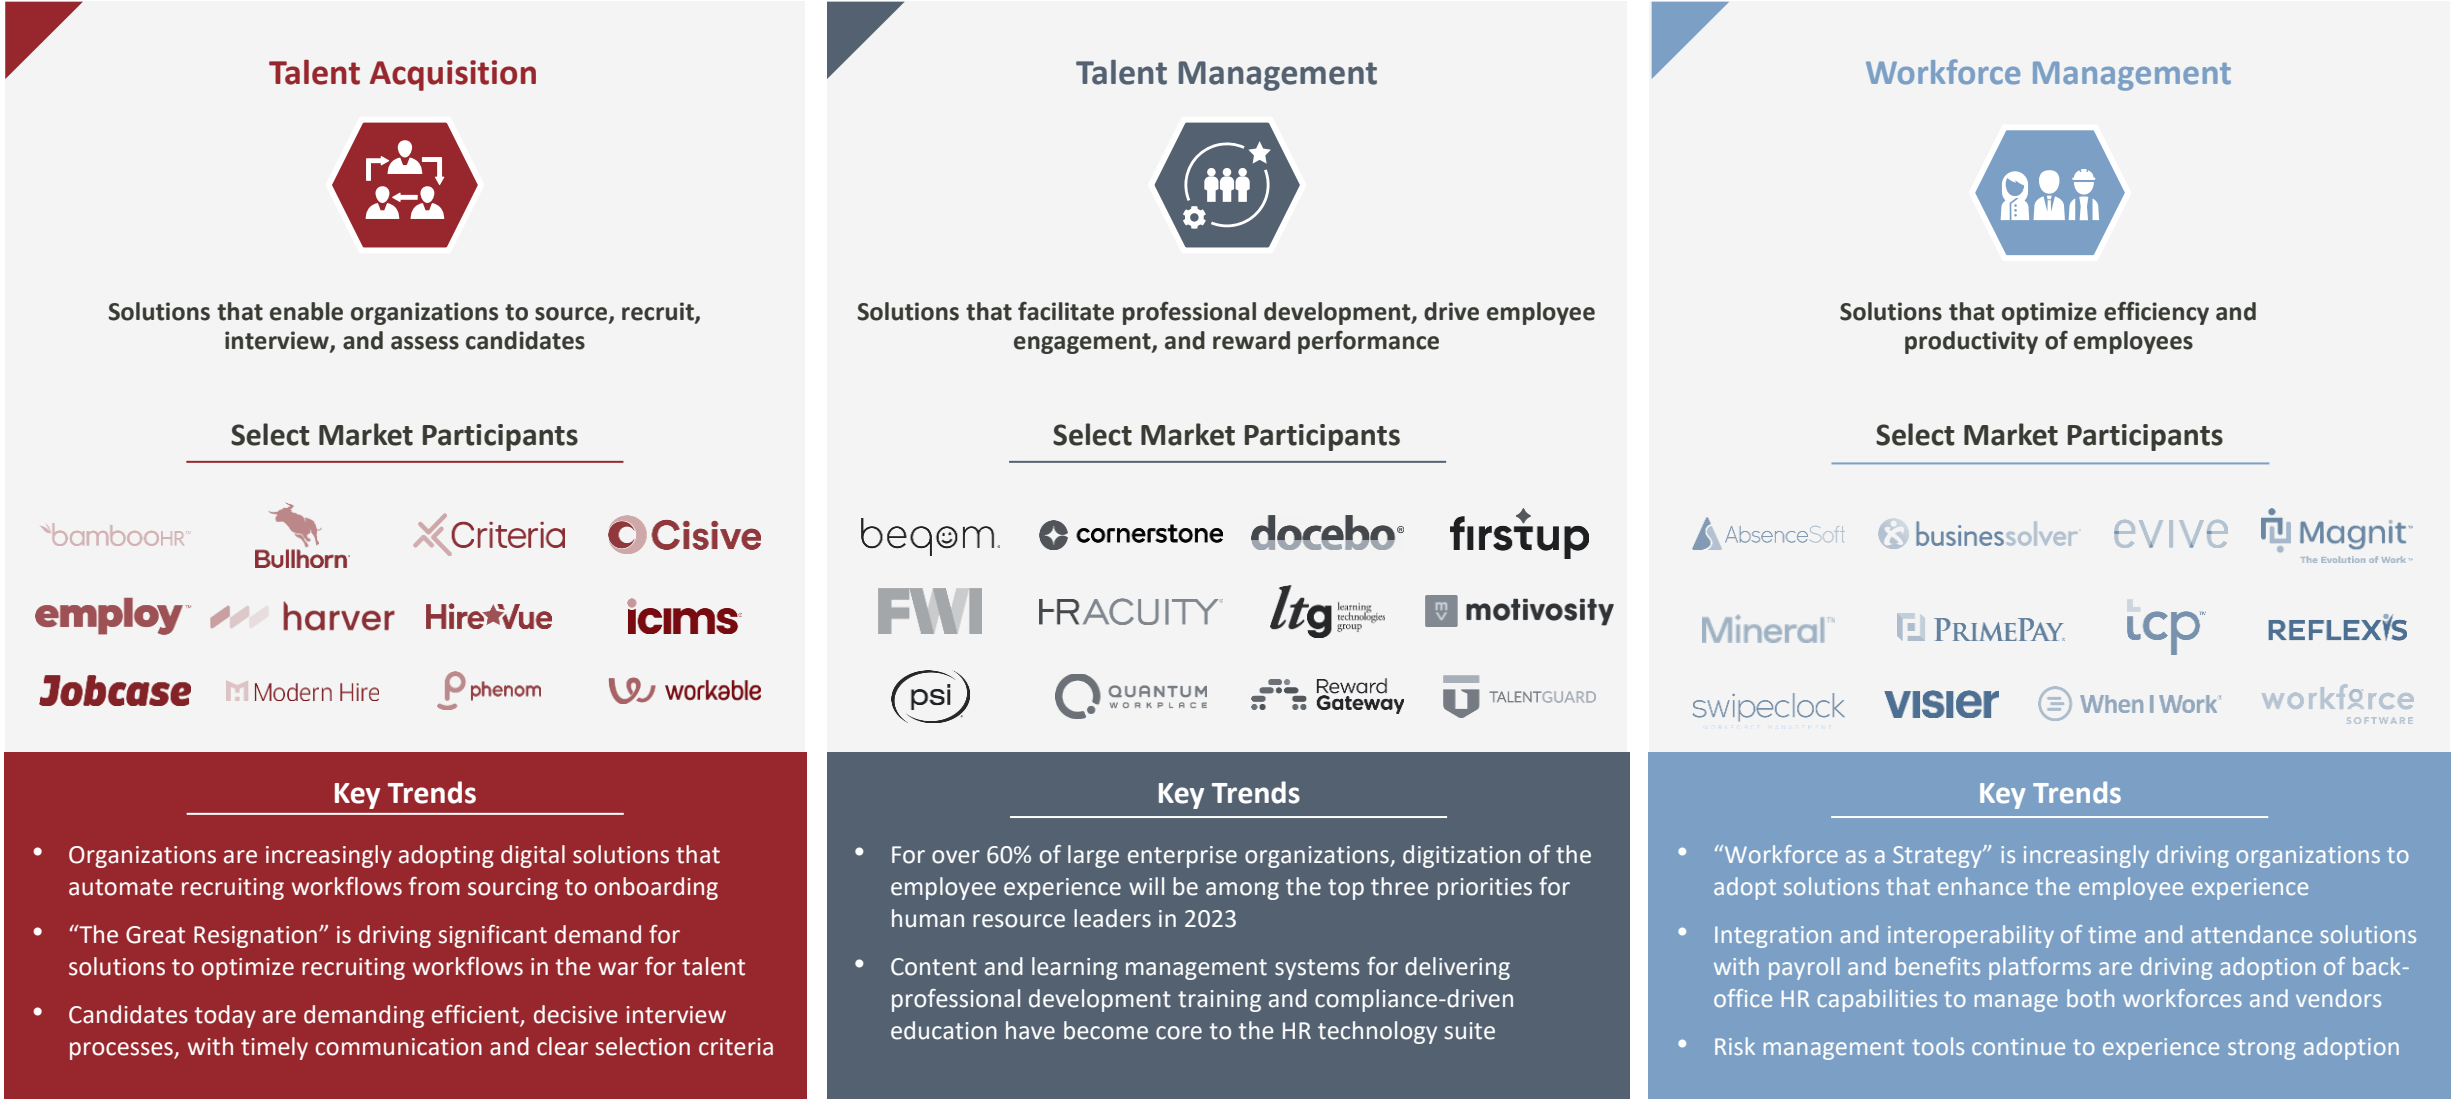 Talent Acquisition
Solutions that enable organizations to source, recruit,
interview, and assess candidates
Select Market Participants
bambooHR™
Bullhorn
Criteria
Cisive
employ™
harver
HireVue
icims
Jobcase
Modern Hire
phenom
workable
Key Trends
• Organizations are increasingly adopting digital solutions that
automate recruiting workflows from sourcing to onboarding
• “The Great Resignation” is driving significant demand for
solutions to optimize recruiting workflows in the war for talent
• Candidates today are demanding efficient, decisive interview
processes, with timely communication and clear selection criteria
Talent Management
Solutions that facilitate professional development, drive employee
engagement, and reward performance
Select Market Participants
beqom.
cornerstone
docebo®
firstup
FWI
HRACUITY
ltg learning
technologies
group
mv motivosity
psi
QUANTUM
WORKPLACE
Reward
Gateway
TALENTGUARD
Key Trends
• For over 60% of large enterprise organizations, digitization of the
employee experience will be among the top three priorities for
human resource leaders in 2023
• Content and learning management systems for delivering
professional development training and compliance-driven
education have become core to the HR technology suite
Workforce Management
Solutions that optimize efficiency and
productivity of employees
Select Market Participants
AbsenceSoft
businessolver
evive
Magnit™
The Evolution of Work™
Mineral™
PRIMEPAY
tcp™
REFLEXIS
swipeclock
VISIER
When I Work
workforce
SOFTWARE
Key Trends
• “Workforce as a Strategy” is increasingly driving organizations to
adopt solutions that enhance the employee experience
• Integration and interoperability of time and attendance solutions
with payroll and benefits platforms are driving adoption of back-
office HR capabilities to manage both workforces and vendors
• Risk management tools continue to experience strong adoption